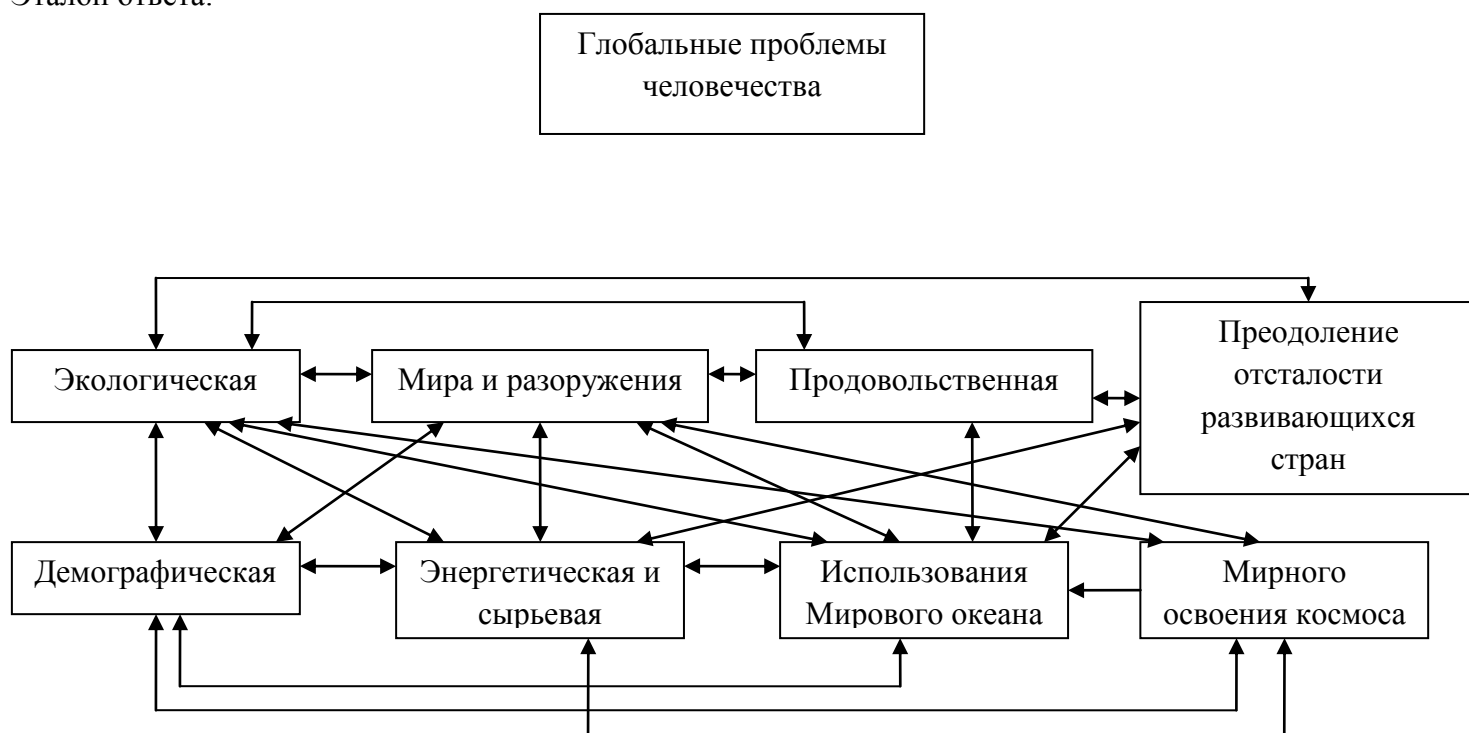 Эталон ответа:
Глобальные проблемы
человечества
Экологическая
Мира и разоружения
Продовольственная
Преодоление
отсталости
развивающихся
стран
Демографическая
Энергетическая и
сырьевая
Использования
Мирового океана
Мирного
освоения космоса